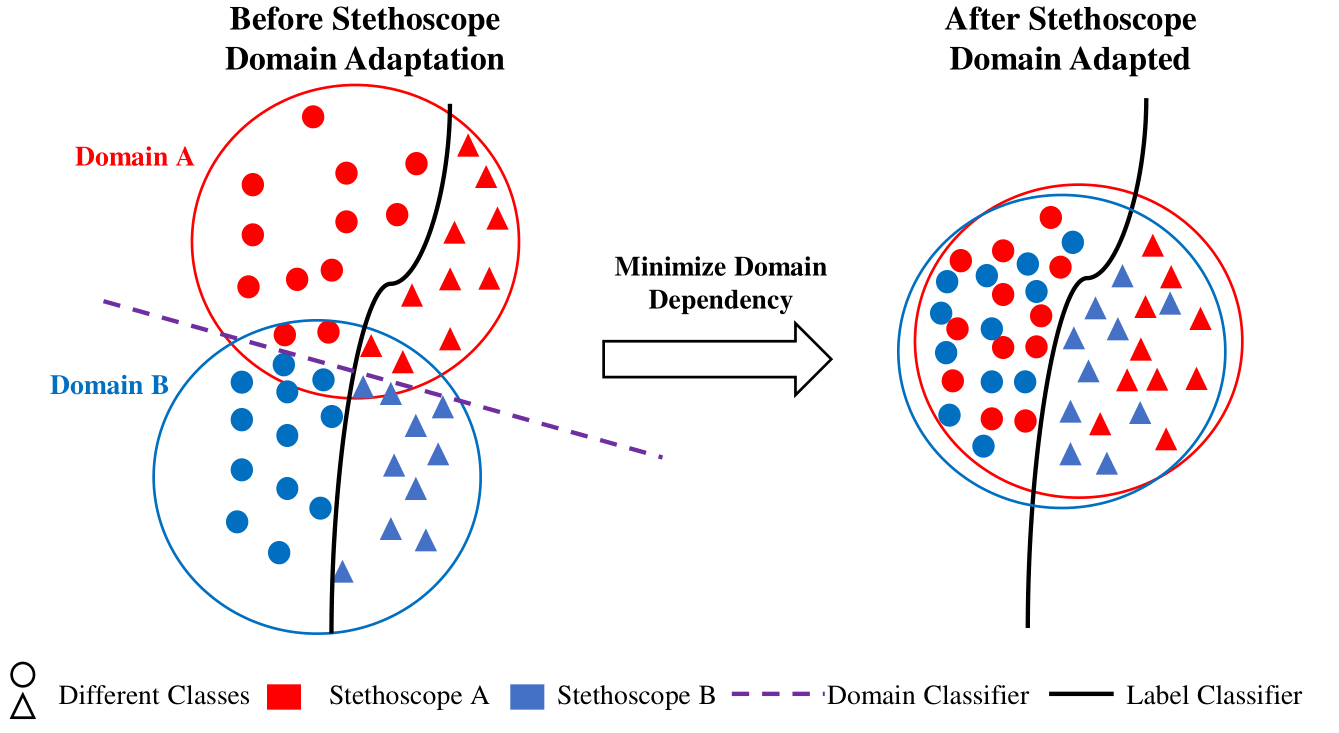 Before Stethoscope
Domain Adaptation
After Stethoscope
Domain Adapted
Domain A
Minimize Domain
Dependency
Domain B
Different Classes
Stethoscope A
Stethoscope B
Domain Classifier
Label Classifier